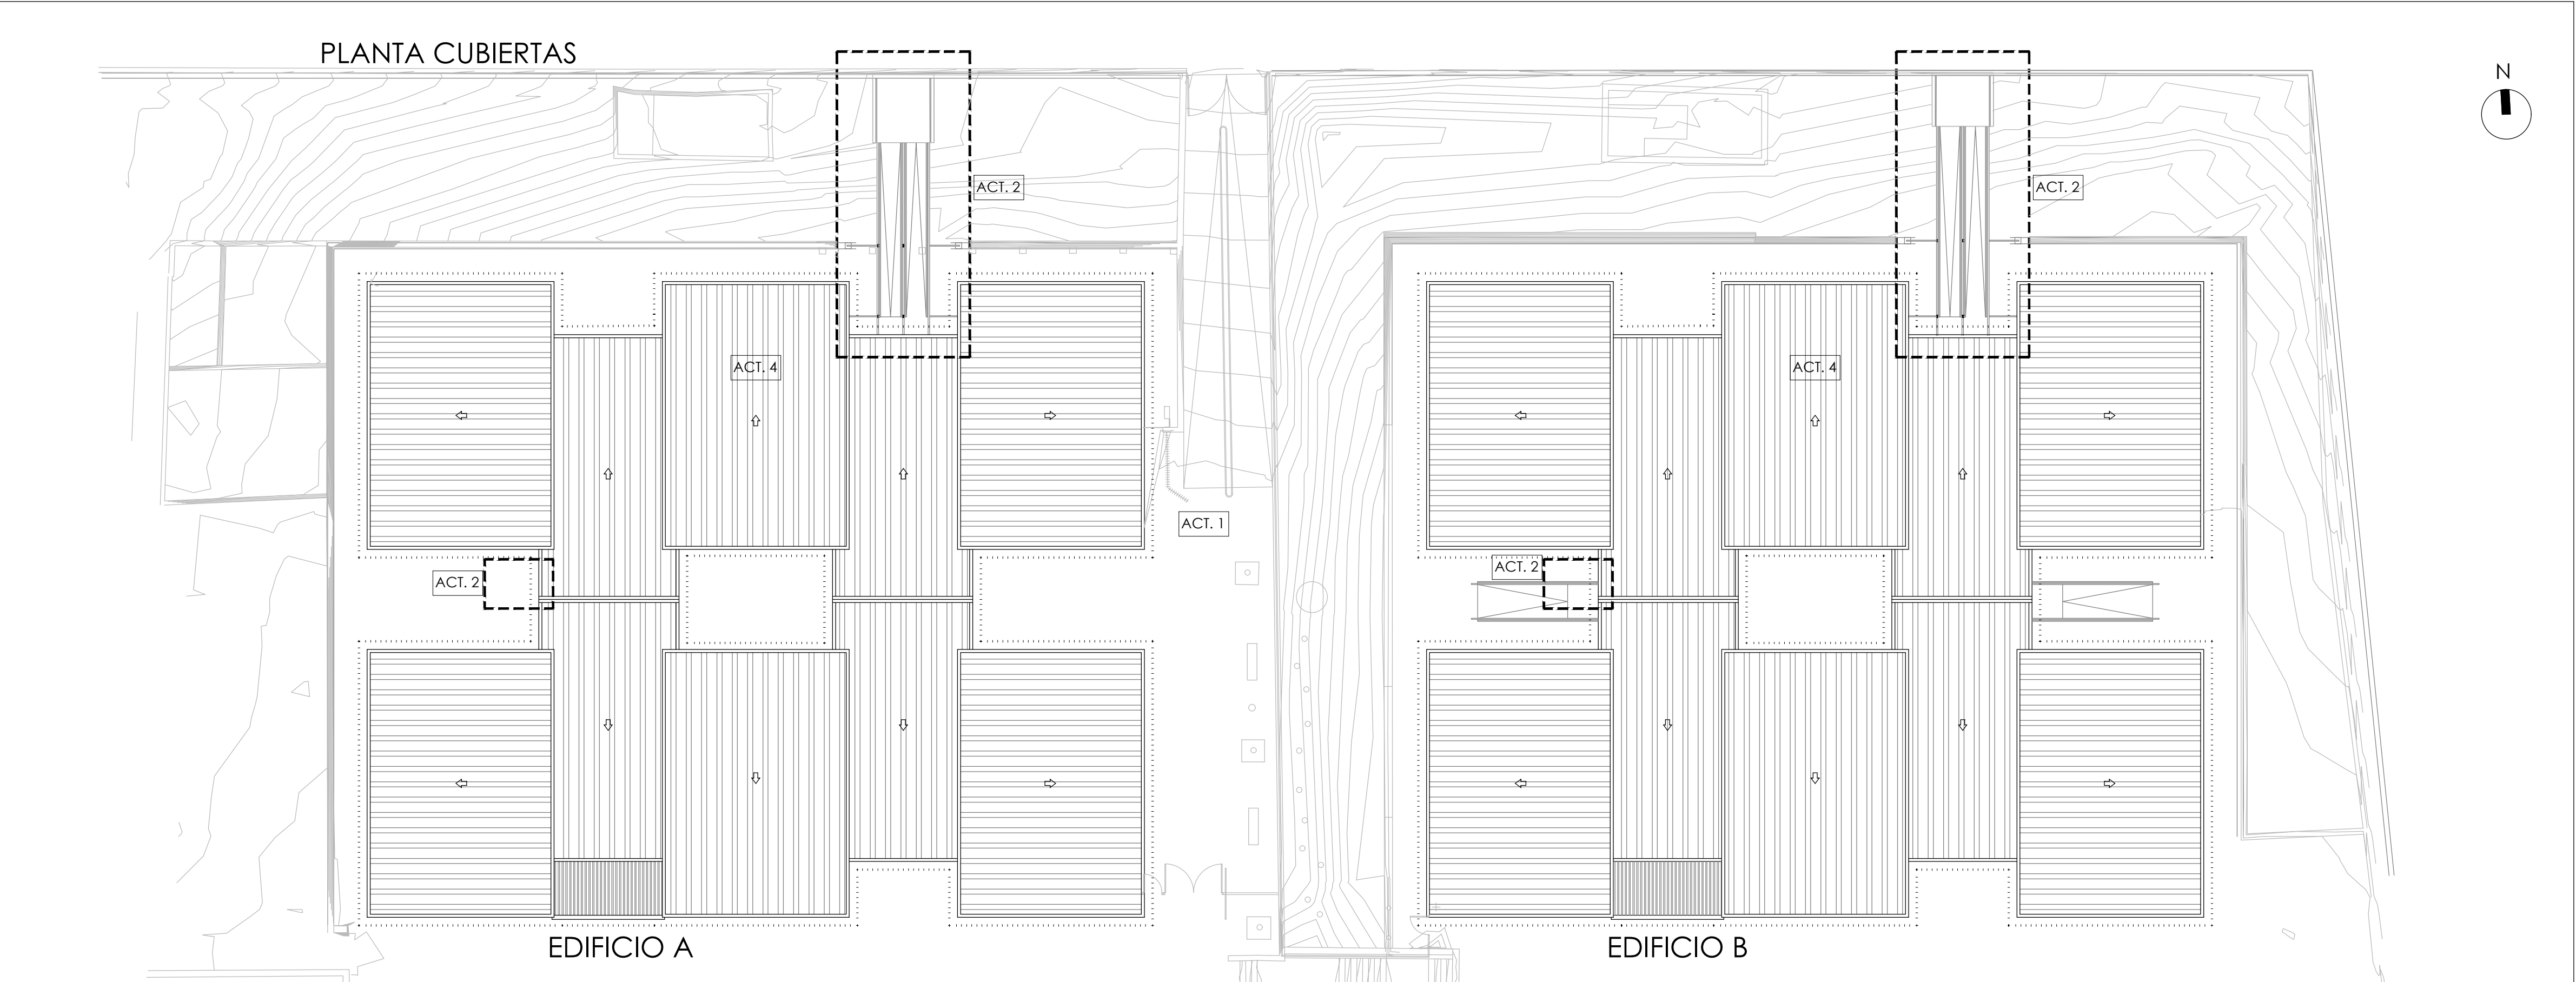 PLANTA CUBIERTAS
N
ACT. 2
ACT. 2
ACT. 4
ACT. 4
ACT. 1
ACT. 2
ACT. 2
EDIFICIO A
EDIFICIO B